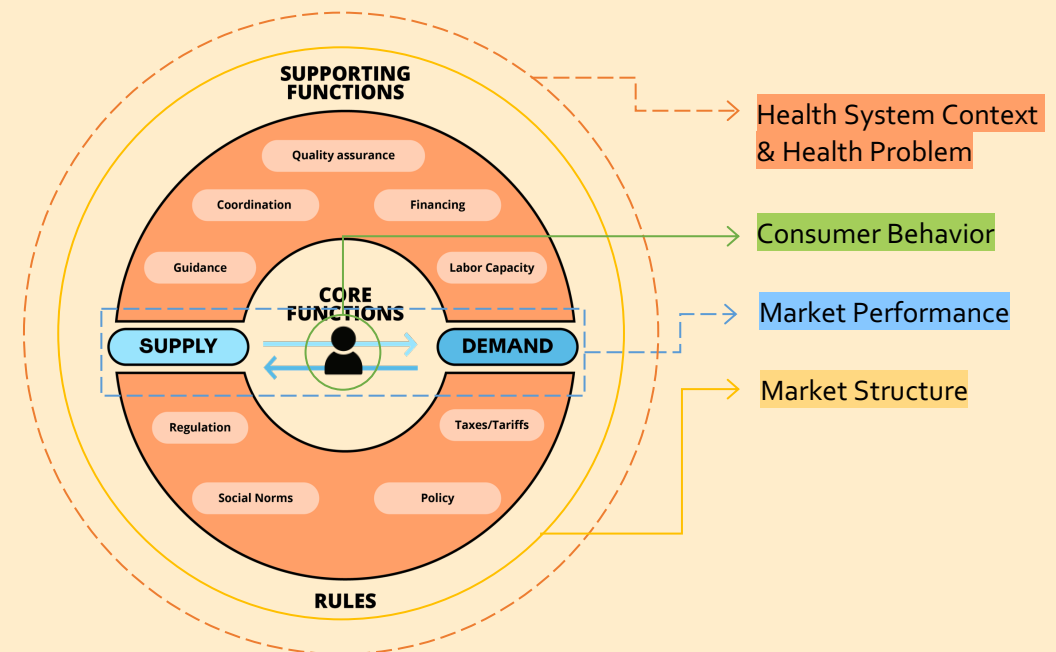 SUPPORTING
FUNCTIONS
Quality assurance
Coordination
Financing
Guidance
Labor Capacity
CORE
FUNCTIONS
SUPPLY
DEMAND
Regulation
Taxes/Tariffs
Social Norms
Policy
RULES
Health System Context
& Health Problem
Consumer Behavior
Market Performance
Market Structure